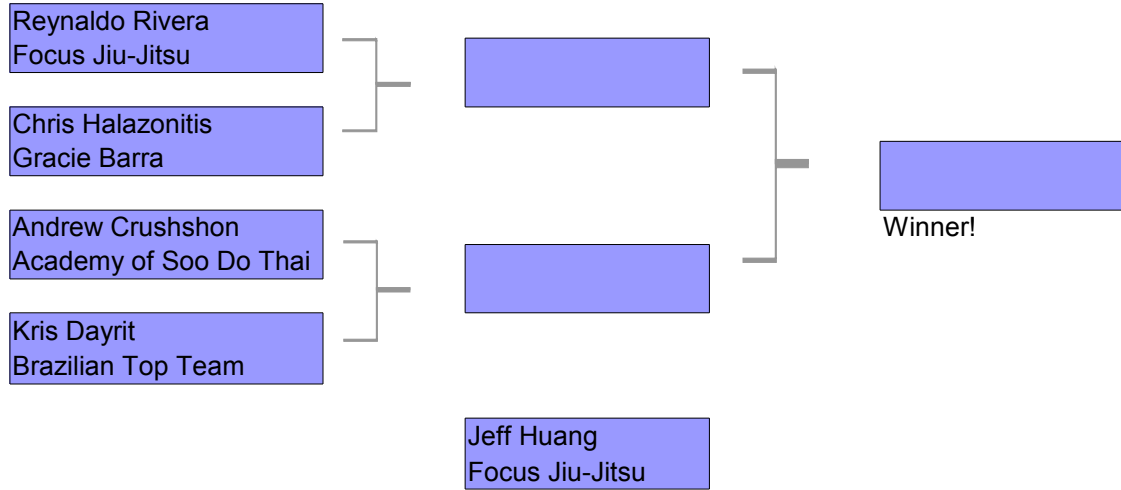 Reynaldo Rivera
Focus Jiu-Jitsu
Chris Halazonitis
Gracie Barra
Andrew Crushshon
Academy of Soo Do Thai
Kris Dayrit
Brazilian Top Team
Jeff Huang
Focus Jiu-Jitsu
Winner!